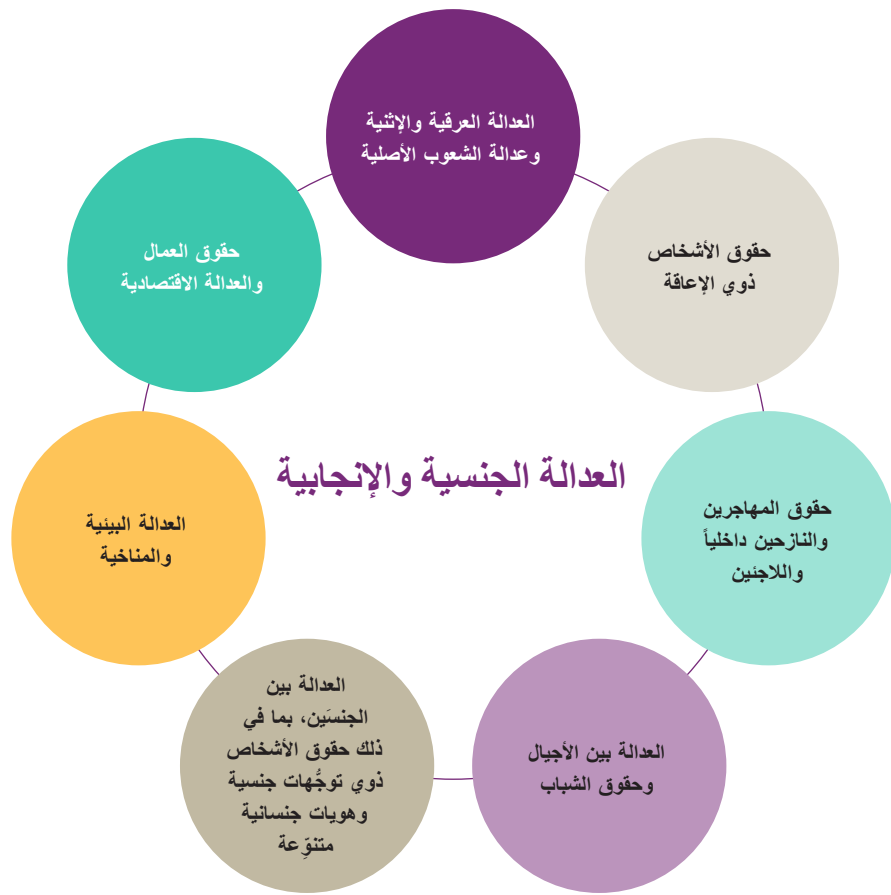 العدالة العرقية والإثنية
وعدالة الشعوب الأصلية
حقوق الأشخاص
ذوي الإعاقة
حقوق المهاجرين
والنازحين داخلياً
واللاجئين
العدالة بين الأجيال
وحقوق الشباب
العدالة بين
الجنسَين، بما في
ذلك حقوق الأشخاص
ذوي توجُّهات جنسية
وهويات جنسانية
متنوِّعة
العدالة البيئية
والمناخية
حقوق العمال
والعدالة الاقتصادية
العدالة الجنسية والإنجابية